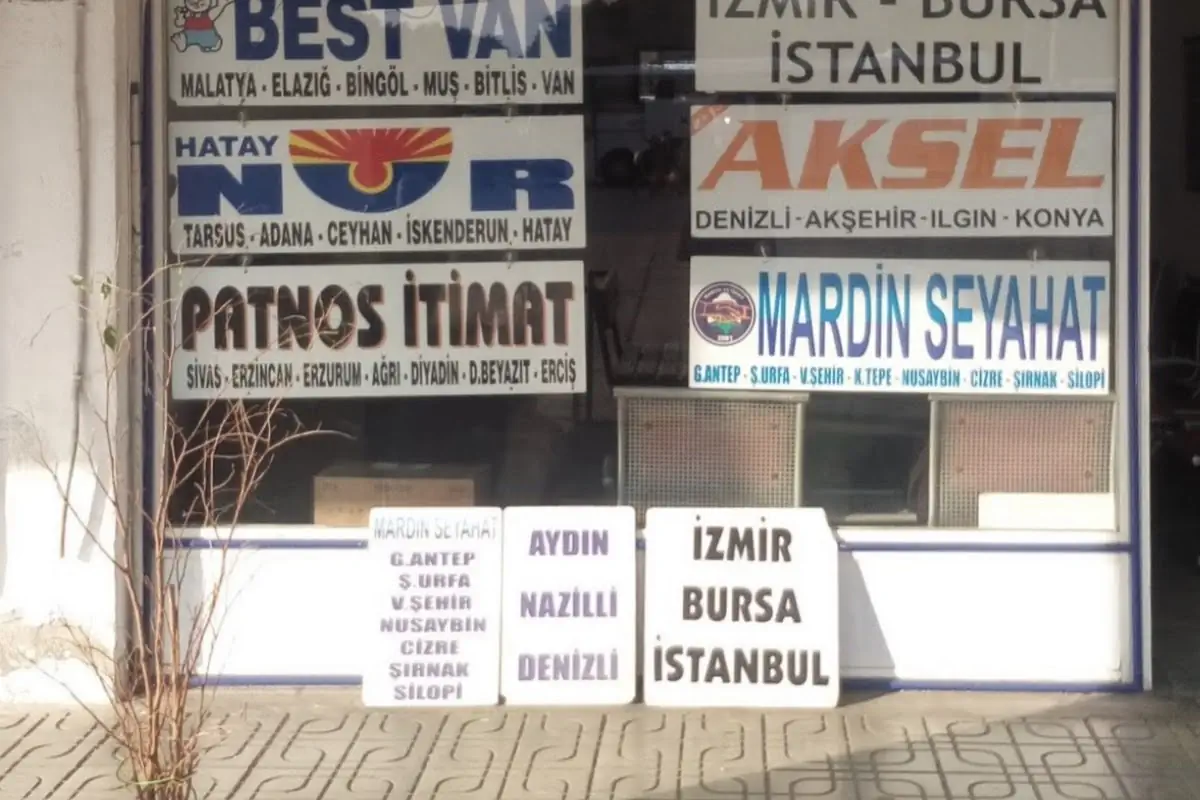 BEST VAN
MALATYA - ELAZIĞ - BİNGÖL - MUŞ - BİTLİS - VAN
HATAY
NUR
TARSUS - ADANA - CEYHAN - İSKENDERUN - HATAY
PATNOS İTİMAT
SİVAS - ERZİNCAN - ERZURUM - AĞRI - DİYADİN - D.BEYAZIT - ERCİŞ
İZMİR - BURSA
İSTANBUL
AKSEL
DENİZLİ - AKŞEHİR - ILGIN - KONYA
MARDİN SEYAHAT
G.ANTEP - Ş.URFA - V.ŞEHİR - K.TEPE - NUSAYBİN - CİZRE - ŞIRNAK - SİLOPİ
MARDİN SEYAHAT
G.ANTEP
Ş.URFA
V.ŞEHİR
NUSAYBİN
CİZRE
ŞIRNAK
SİLOPİ
AYDIN
NAZİLLİ
DENİZLİ
İZMİR
BURSA
İSTANBUL